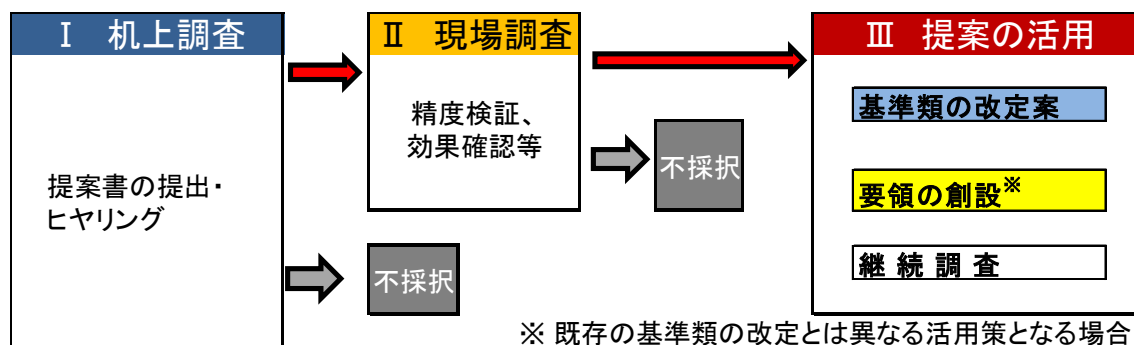 Ⅰ 机上調査
提案書の提出・
ヒヤリング
不採択
Ⅱ 現場調査
精度検証、
効果確認等
不採択
Ⅲ 提案の活用
基準類の改定案
要領の創設※
継続調査
※ 既存の基準類の改定とは異なる活用策となる場合